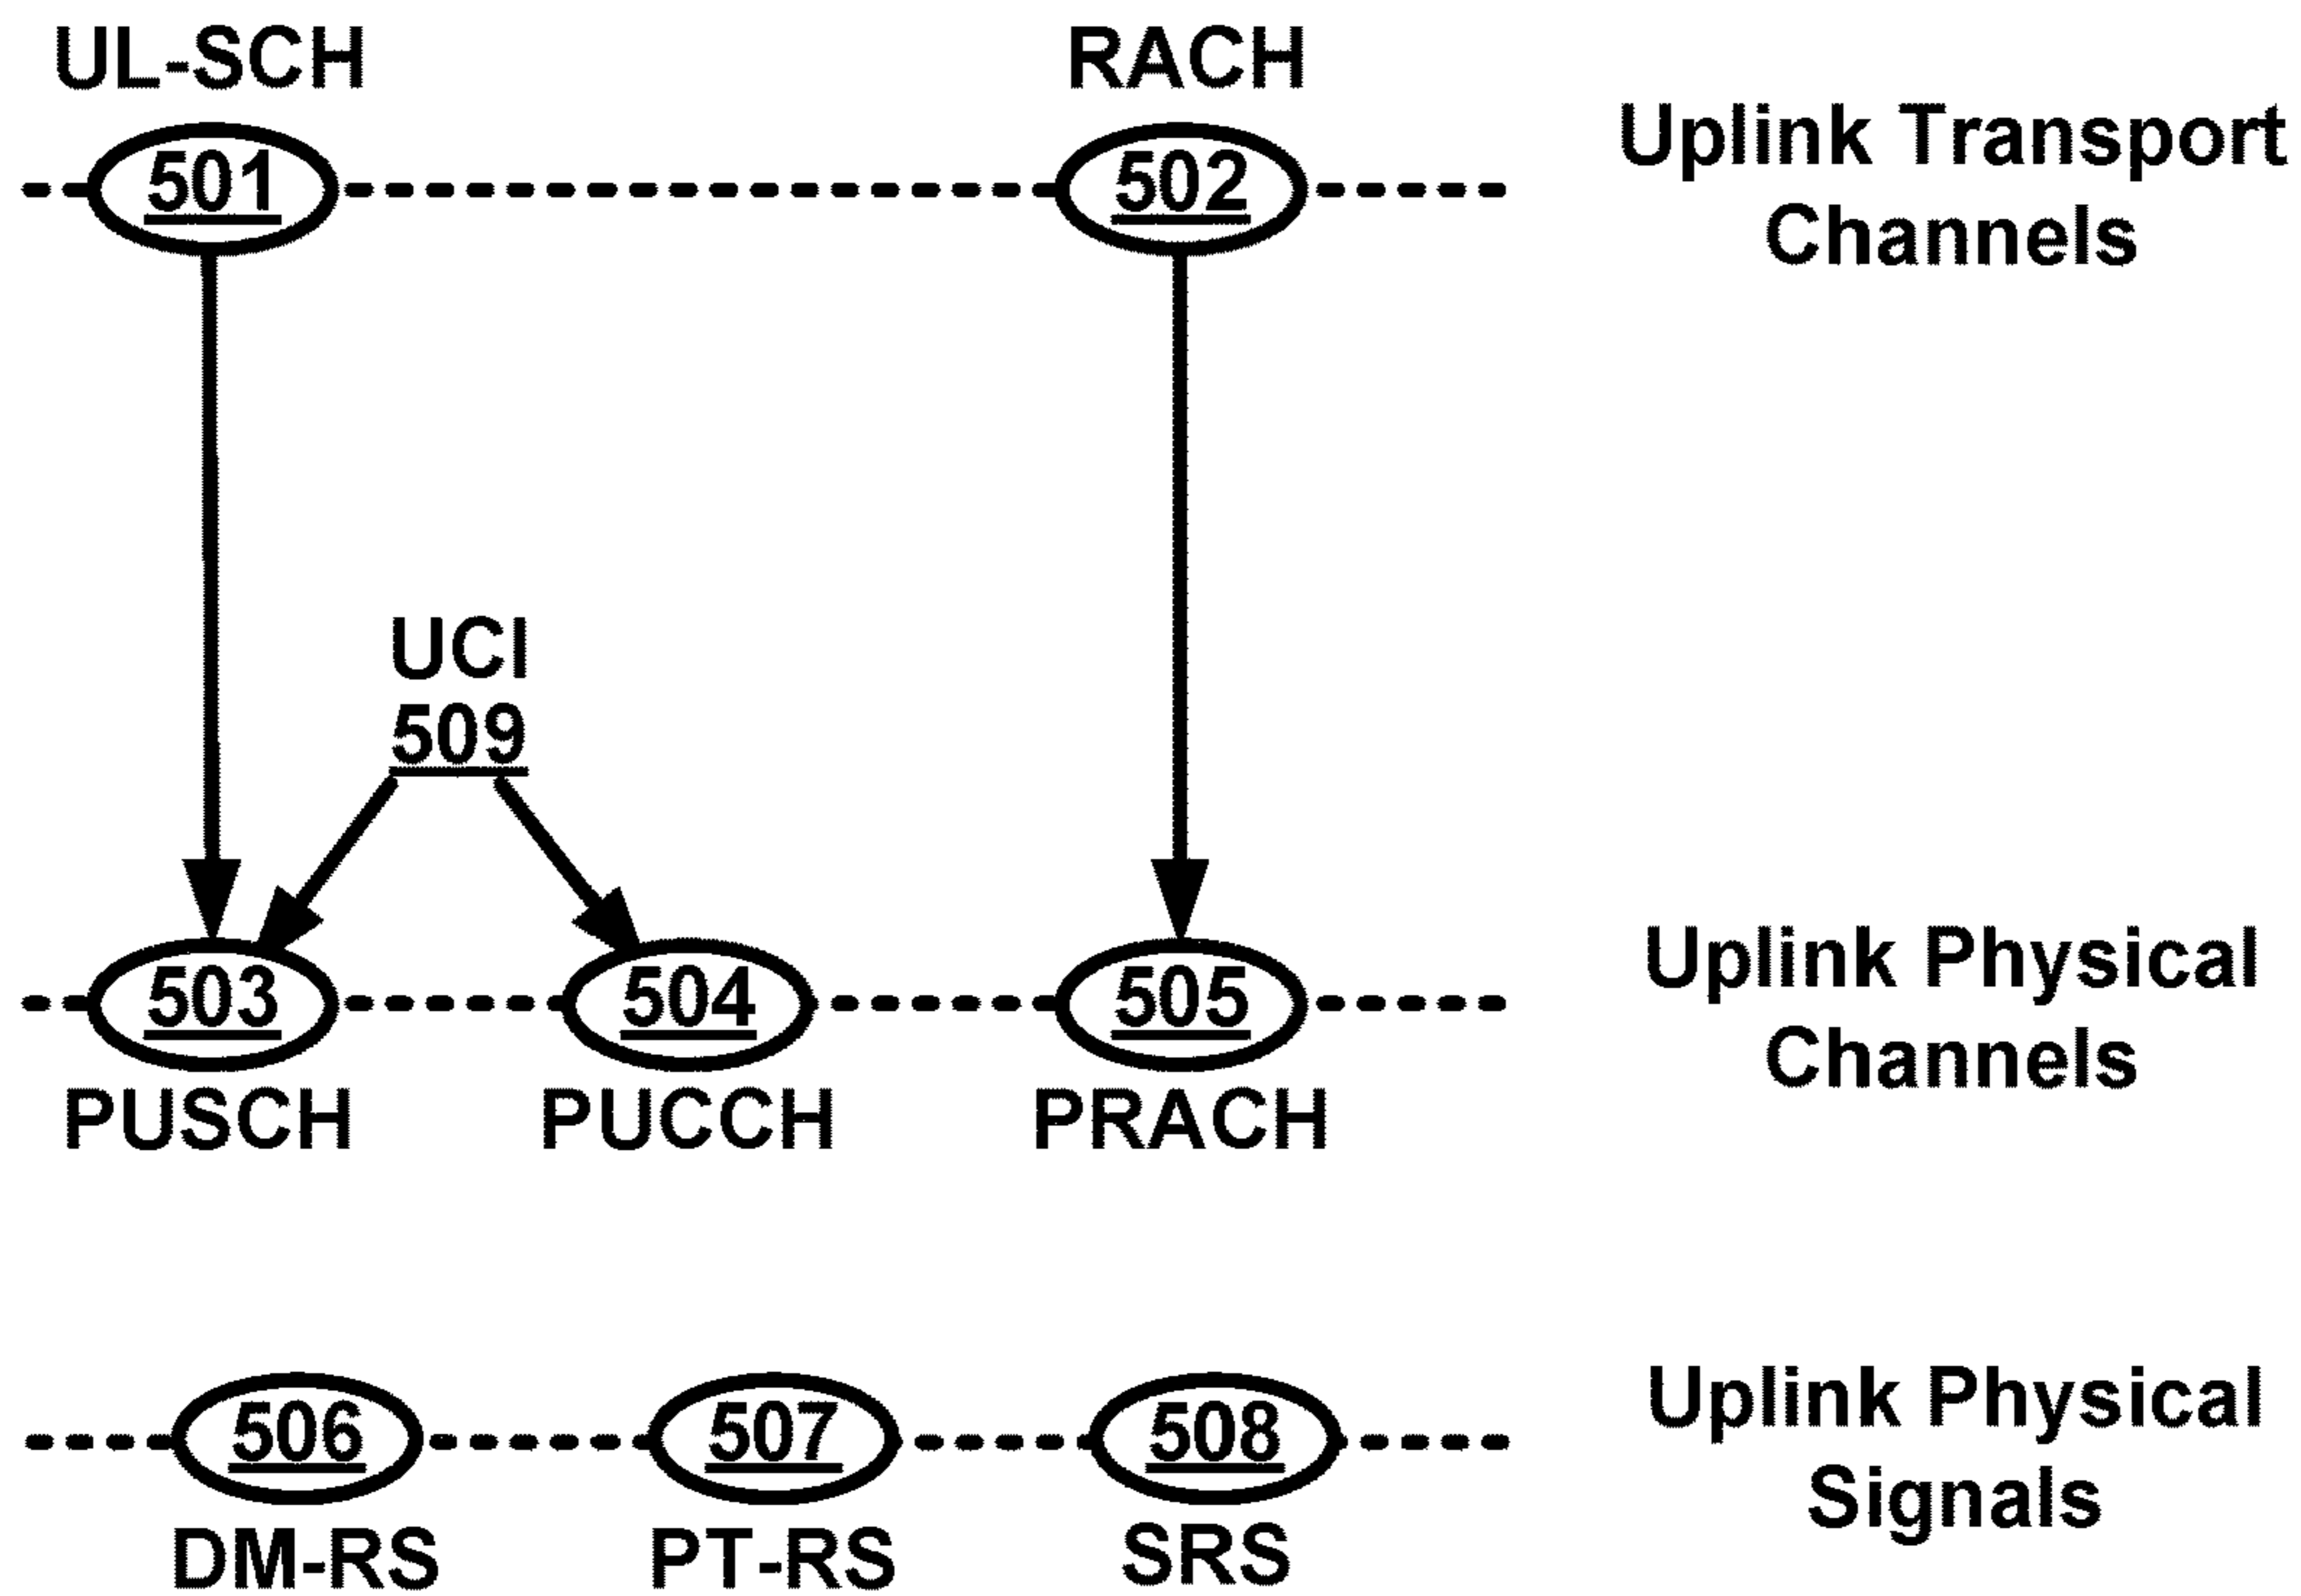 UL-SCH
RACH
501
502
Uplink Transport
Channels
UCI
509
503
504
505
Uplink Physical
Channels
PUSCH
PUCCH
PRACH
506
507
508
Uplink Physical
Signals
DM-RS
PT-RS
SRS